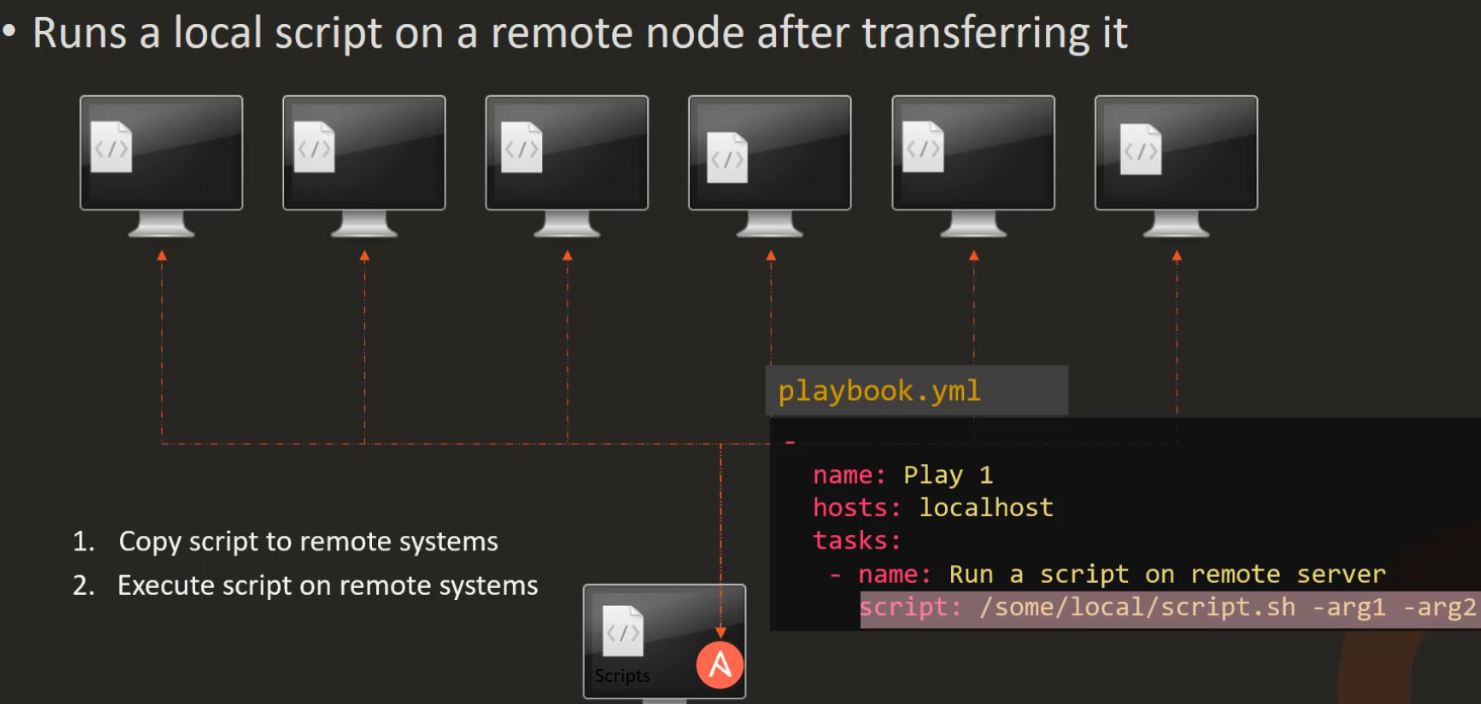 • Runs a local script on a remote node after transferring it
playbook.yml
-
name: Play 1
hosts: localhost
tasks:
- name: Run a script on remote server
script: /some/local/script.sh -arg1 -arg2
1. Copy script to remote systems
2. Execute script on remote systems
</>
</>
</>
</>
</>
</>
</>
Scripts